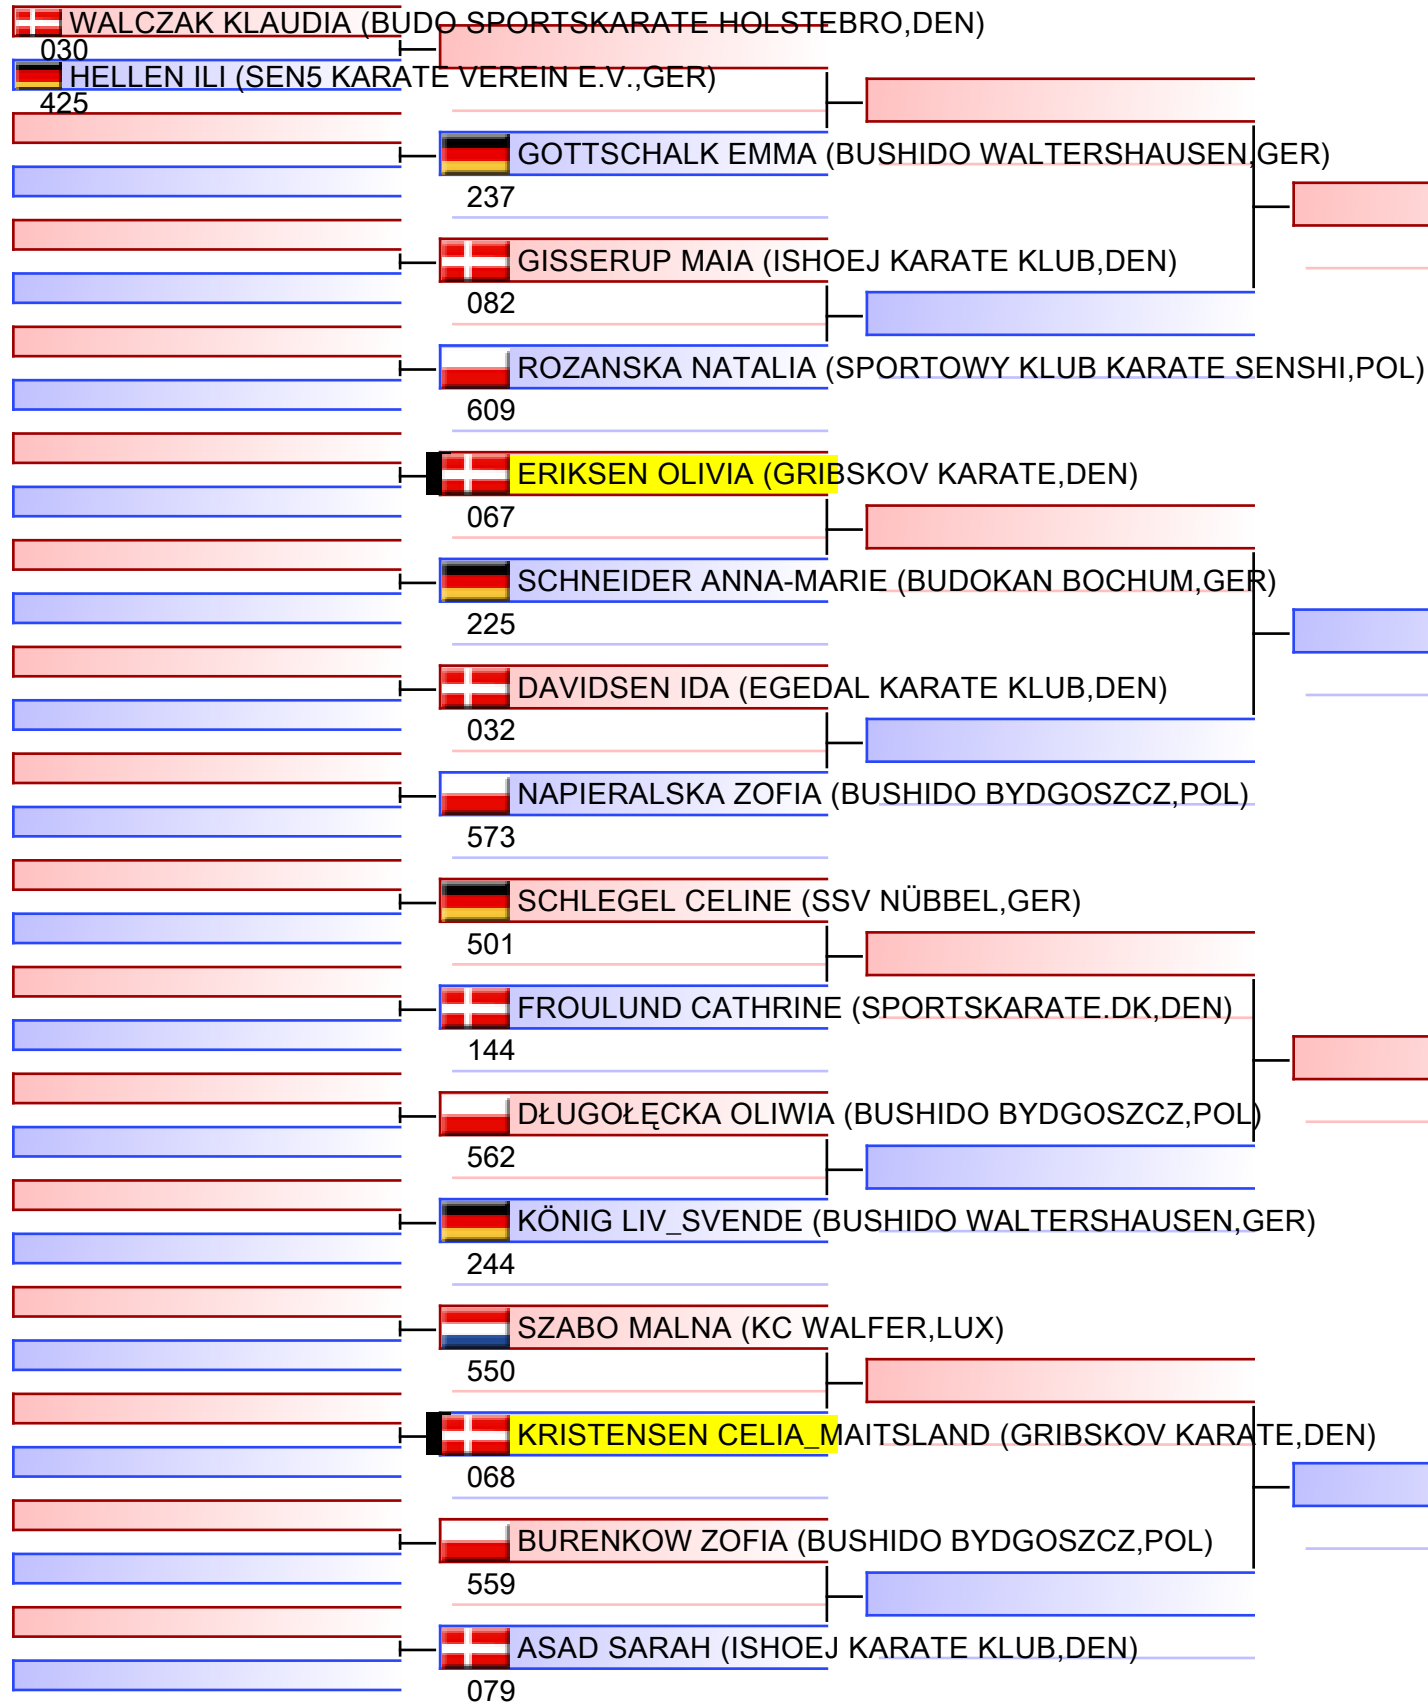 WALCZAK KLAUDIA (BUDO SPORTSKARATE HOLSTEBRO,DEN)
030
HELLEN ILI (SEN5 KARATE VEREIN E.V.,GER)
425
GOTTSCHALK EMMA (BUSHIDO WALTERSHAUSEN,GER)
237
GISSERUP MAIA (ISHOEJ KARATE KLUB,DEN)
082
ROZANSKA NATALIA (SPORTOWY KLUB KARATE SENSHI,POL)
609
ERIKSEN OLIVIA (GRIBSKOV KARATE,DEN)
067
SCHNEIDER ANNA-MARIE (BUDOKAN BOCHUM,GER)
225
DAVIDSEN IDA (EGEDAL KARATE KLUB,DEN)
032
NAPIERALSKA ZOFIA (BUSHIDO BYDGOSZCZ,POL)
573
SCHLEGEL CELINE (SSV NÜBBEL,GER)
501
FROULUND CATHRINE (SPORTSKARATE.DK,DEN)
144
DŁUGOŁĘCKA OLIWIA (BUSHIDO BYDGOSZCZ,POL)
562
KÖNIG LIV_SVENDE (BUSHIDO WALTERSHAUSEN,GER)
244
SZABO MALNA (KC WALFER,LUX)
550
KRISTENSEN CELIA_MAITSLAND (GRIBSKOV KARATE,DEN)
068
BURENKOW ZOFIA (BUSHIDO BYDGOSZCZ,POL)
559
ASAD SARAH (ISHOEJ KARATE KLUB,DEN)
079